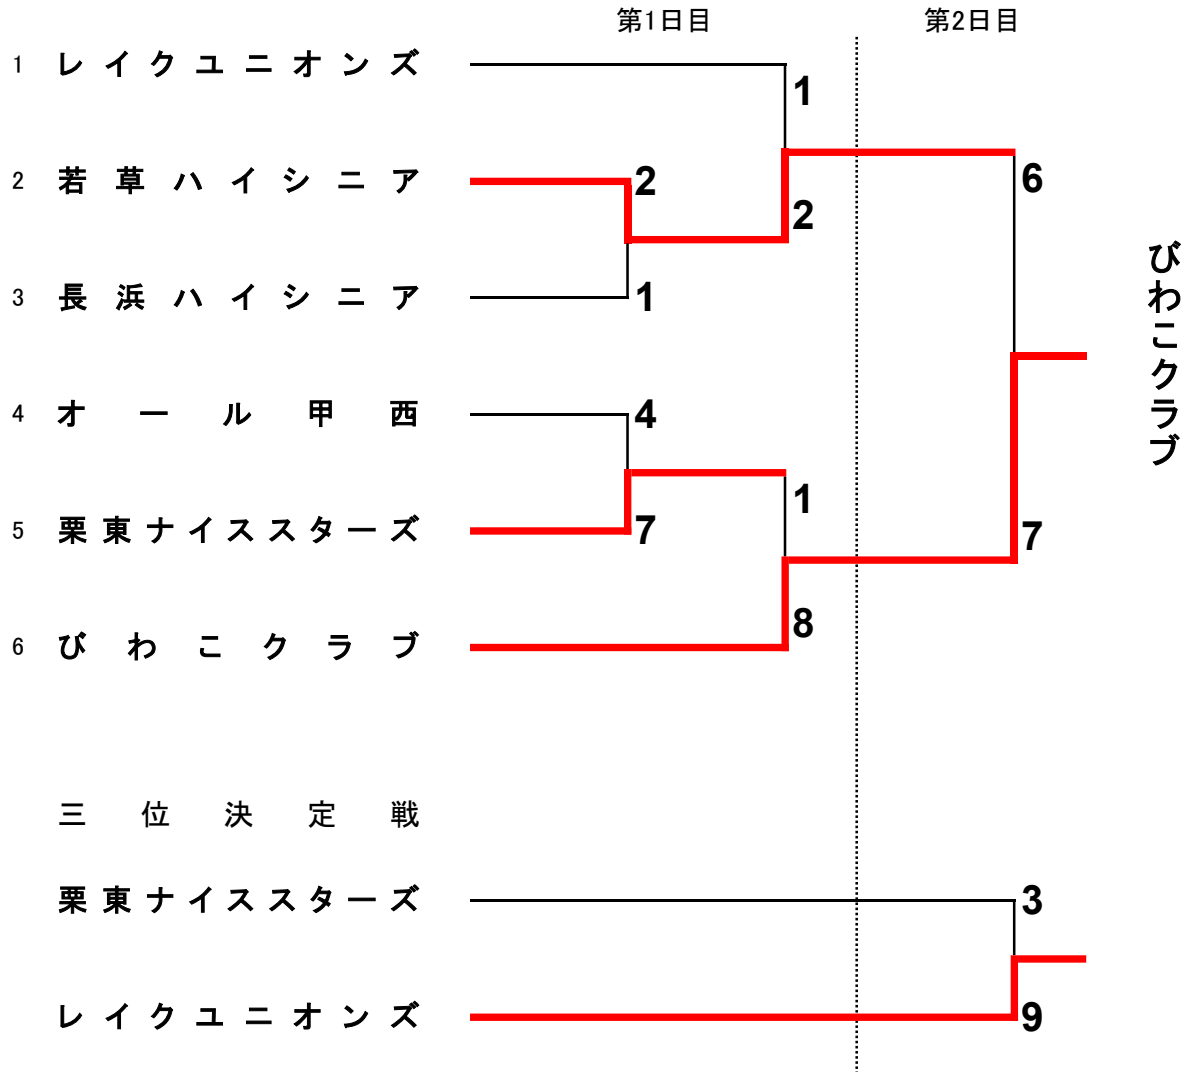 第1日目 第2日目
1 レイクユニオンズ
1
2 若草ハイシニア 2
6
2
3 長浜ハイシニア 1
びわこクラブ
4 オール甲西 4
1
5 栗東ナイススターズ 7
7
6 びわこクラブ
8
三位決定戦
栗東ナイススターズ 3
レイクユニオンズ 9